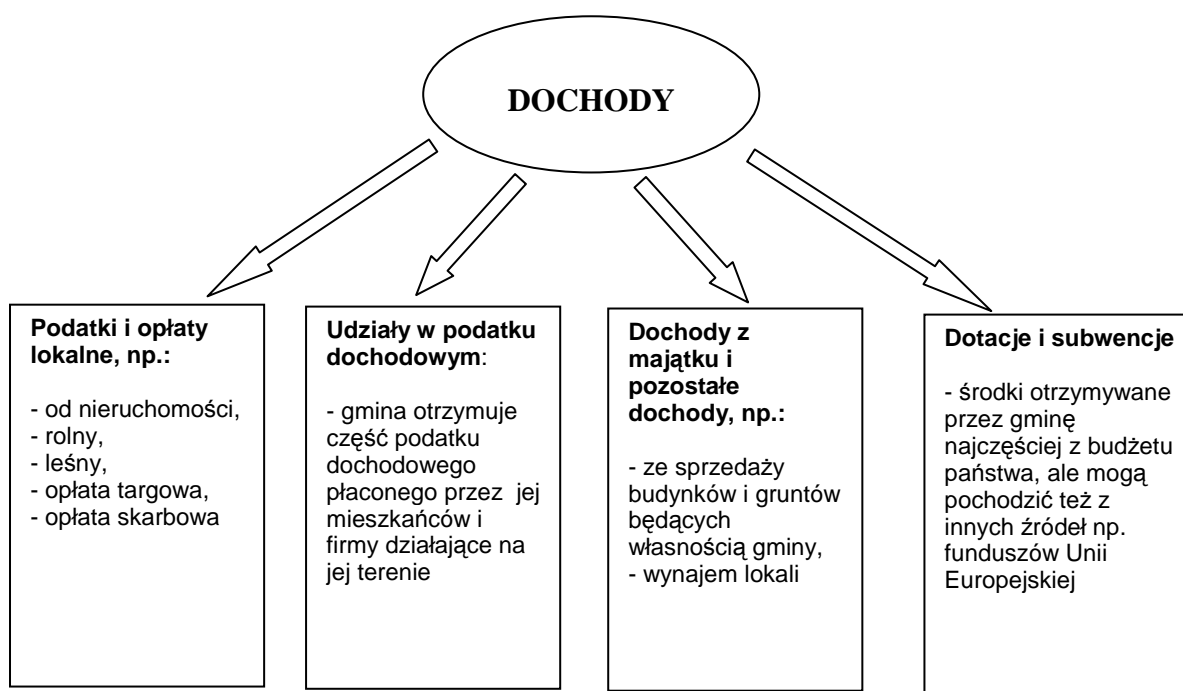 DOCHODY
Podatki i opłaty
lokalne, np.:
- od nieruchomości,
- rolny,
- leśny,
- opłata targowa,
- opłata skarbowa
Udziały w podatku
dochodowym:
- gmina otrzymuje
część podatku
dochodowego
płaconego przez jej
mieszkańców i
firmy działające na
jej terenie
Dochody z
majątku i
pozostałe
dochody, np.:
- ze sprzedaży
budynków i gruntów
będących
własnością gminy,
- wynajem lokali
Dotacje i subwencje
- środki otrzymywane
przez gminę
najczęściej z budżetu
państwa, ale mogą
pochodzić też z
innych źródeł np.
funduszów Unii
Europejskiej